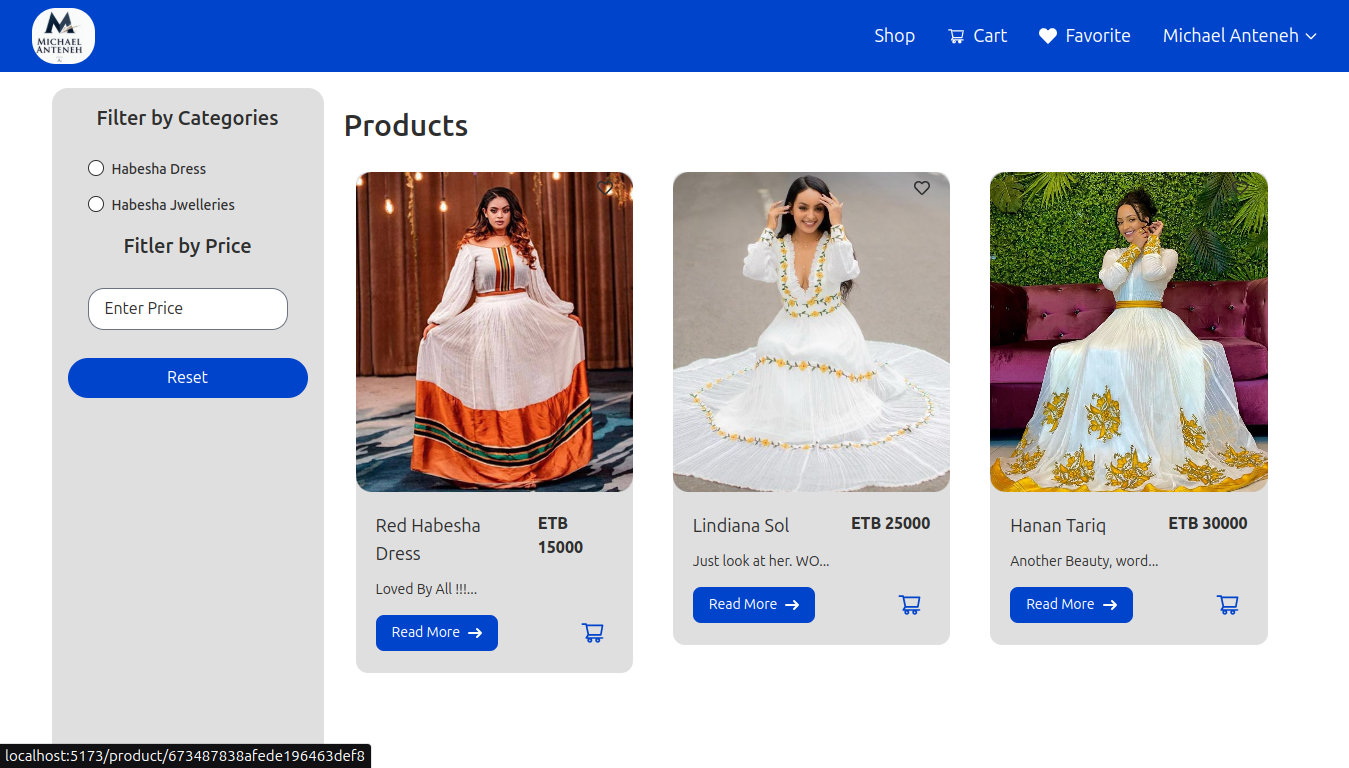 MICHAEL
ANTENEH
Shop
Cart
Favorite
Michael Anteneh
Filter by Categories
Habesha Dress
Habesha Jwelleries
Fitler by Price
Enter Price
Reset
Products
Red Habesha
Dress
ETB
15000
Loved By All !!!...
Read More
Lindiana Sol
ETB 25000
Just look at her. WO...
Read More
Hanan Tariq
ETB 30000
Another Beauty, word...
Read More
localhost:5173/product/673487838afede196463def8